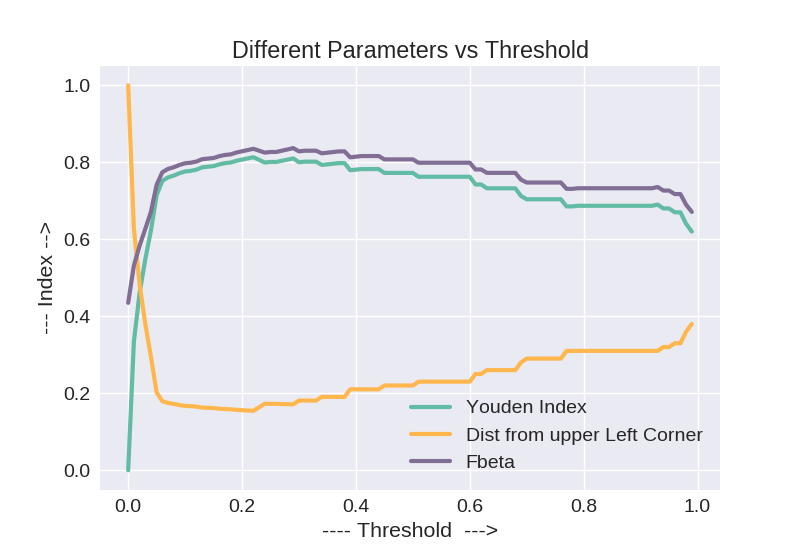 Different Parameters vs Threshold
1.0
0.8
0.6
0.4
0.2
0.0
--- Index -->
Youden Index
Dist from upper Left Corner
Fbeta
0.0 0.2 0.4 0.6 0.8 1.0
---- Threshold  --->